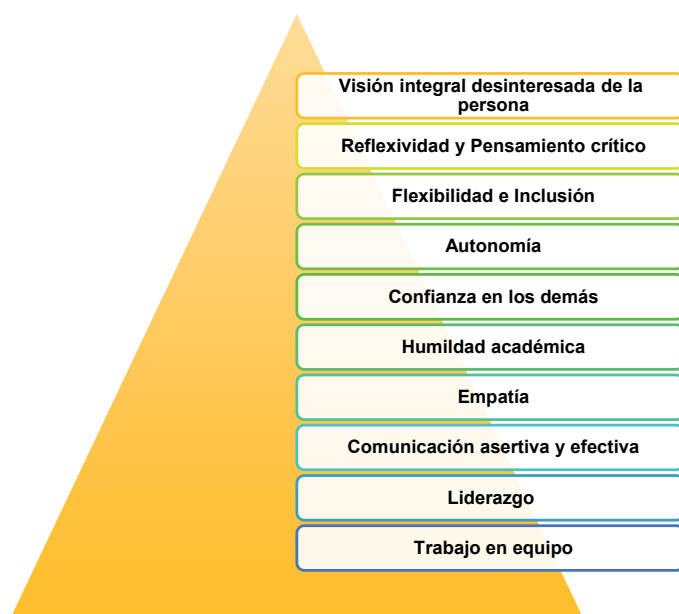 Visión integral desinteresada de la
persona
Reflexividad y Pensamiento crítico
Flexibilidad e Inclusión
Autonomía
Confianza en los demás
Humildad académica
Empatía
Comunicación asertiva y efectiva
Liderazgo
Trabajo en equipo